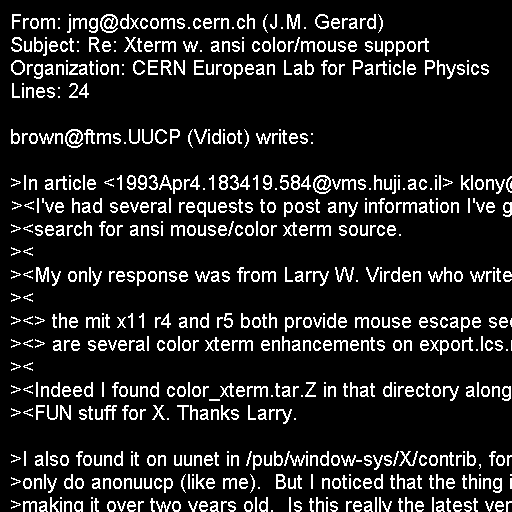 From: jmg@dxcoms.cern.ch (J.M. Gerard)
Subject: Re: Xterm w. ansi color/mouse support
Organization: CERN European Lab for Particle Physics
Lines: 24

brown@ftms.UUCP (Vidiot) writes:

>In article <1993Apr4.183419.584@vms.huji.ac.il> klony@
><I've had several requests to post any information I've g
><search for ansi mouse/color xterm source.
><
><My only response was from Larry W. Virden who write
><
><> the mit x11 r4 and r5 both provide mouse escape se
><> are several color xterm enhancements on export.lcs.
><
><Indeed I found color_xterm.tar.Z in that directory along
><FUN stuff for X. Thanks Larry.

>I also found it on uunet in /pub/window-sys/X/contrib, for
>only do anonuucp (like me).  But I noticed that the thing i
>making it over two years old.  Is this really the latest ver